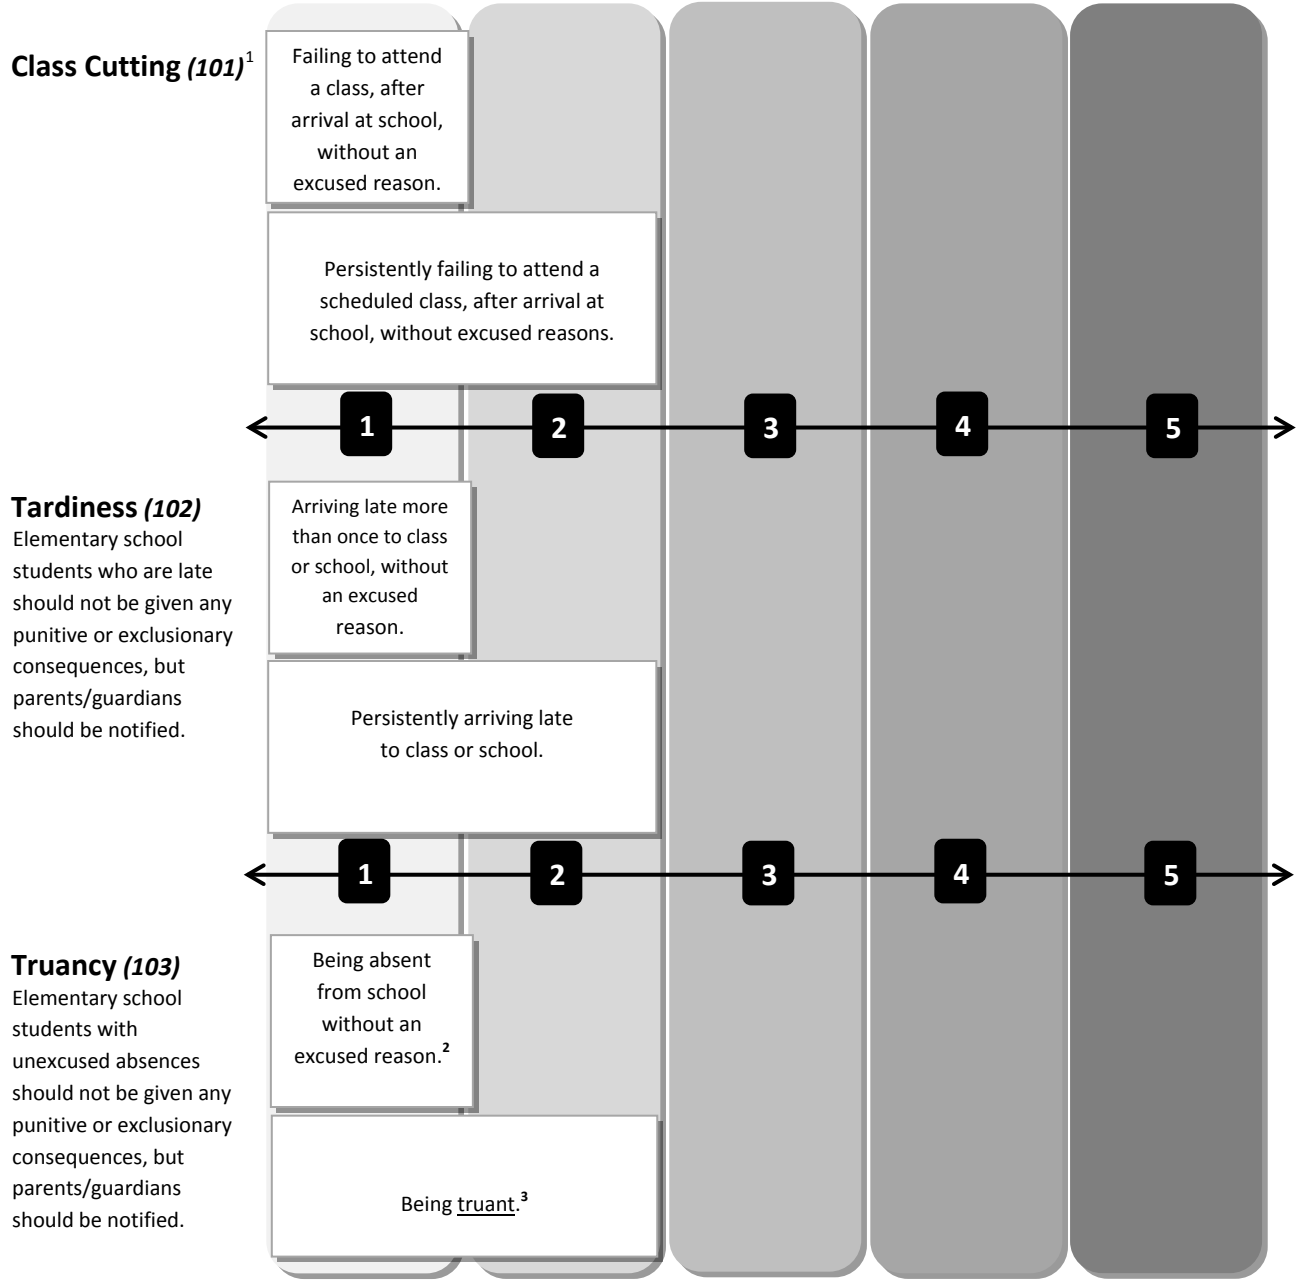 Class Cutting (101)1
Failing to attend
a class, after
arrival at school,
without an
excused reason.
Persistently failing to attend a
scheduled class, after arrival at
school, without excused reasons.
1 2 3 4 5
Tardiness (102)
Elementary school
students who are late
should not be given any
punitive or exclusionary
consequences, but
parents/guardians
should be notified.
Arriving late more
than once to class
or school, without
an excused
reason.
Persistently arriving late
to class or school.
1 2 3 4 5
Truancy (103)
Elementary school
students with
unexcused absences
should not be given any
punitive or exclusionary
consequences, but
parents/guardians
should be notified.
Being absent
from school
without an
excused reason.2
Being truant.3